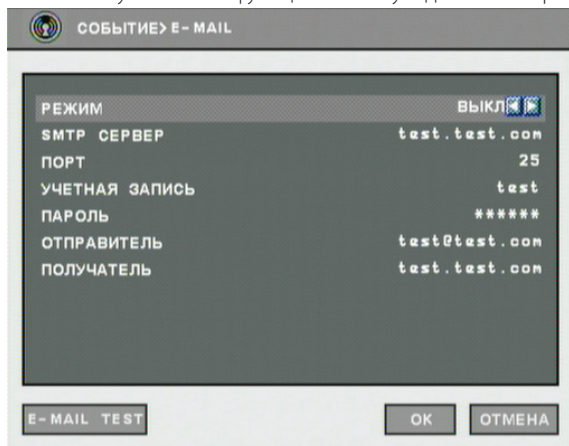 СОБЫТИЕ> E-MAIL
РЕЖИМ ВЫКЛ
SMTP СЕРВЕР test.test.com
ПОРТ 25
УЧЕТНАЯ ЗАПИСЬ test
ПАРОЛЬ ******
ОТПРАВИТЕЛЬ test@test.com
ПОЛУЧАТЕЛЬ test.test.com
E-MAIL TEST OK ОТМЕНА